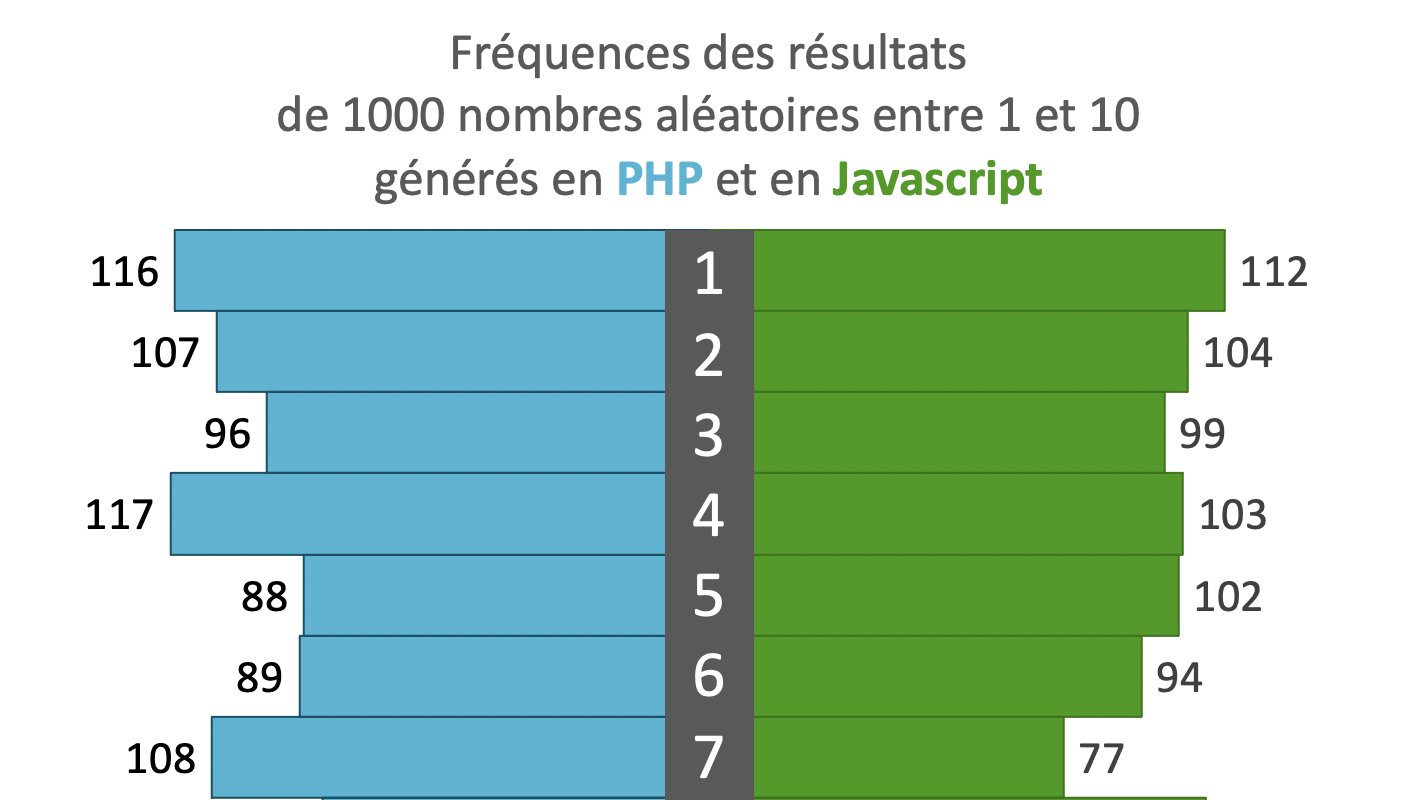 Fréquences des résultats
de 1000 nombres aléatoires entre 1 et 10
générés en PHP et en Javascript
116 1 112
107 2 104
96 3 99
117 4 103
88 5 102
89 6 94
108 7 77